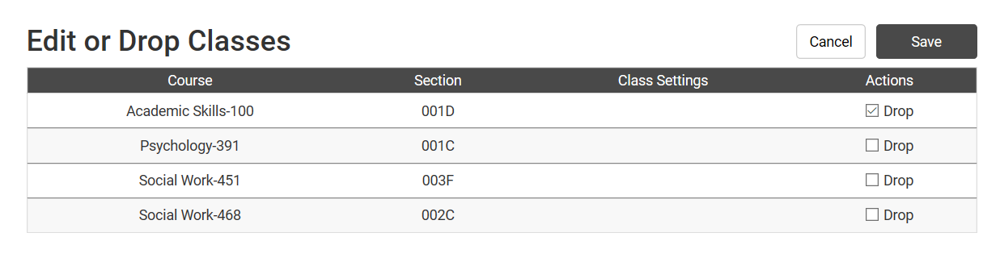 Edit or Drop Classes Cancel Save
Course Section Class Settings Actions
Academic Skills-100 001D Drop
Psychology-391 001C Drop
Social Work-451 003F Drop
Social Work-468 002C Drop